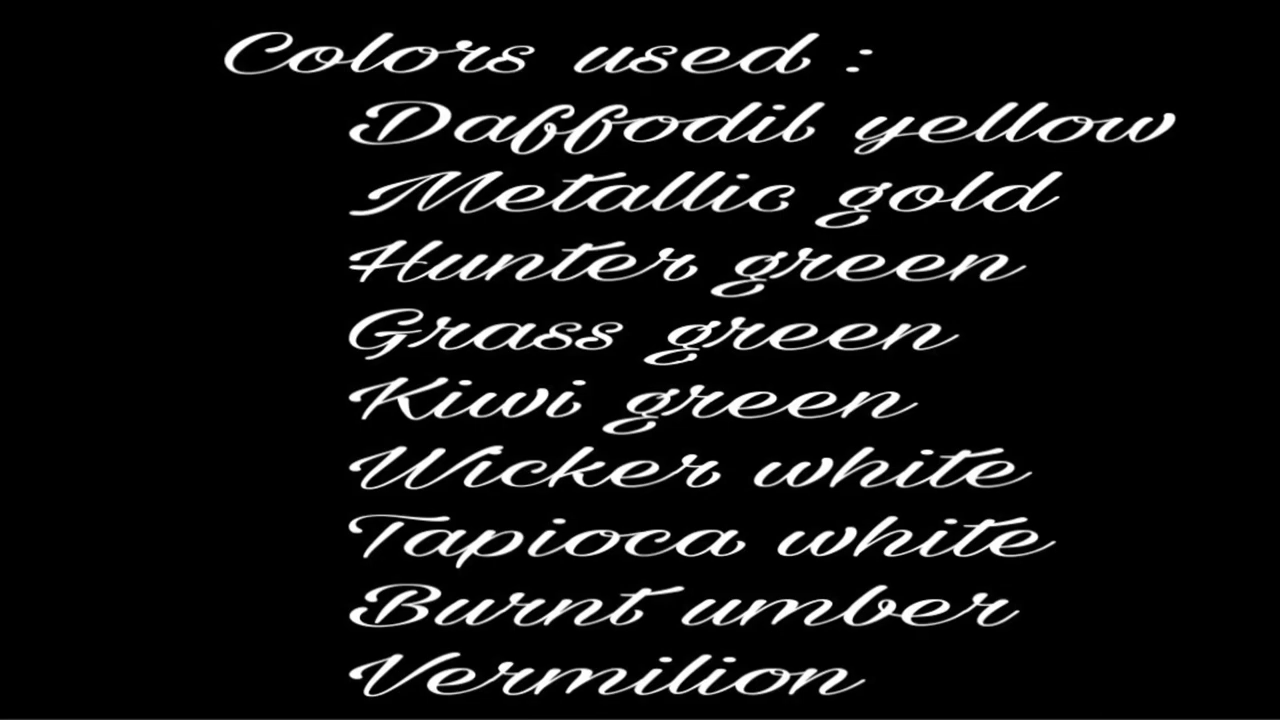 Colors used :
Daffodil yellow
Metallic gold
Hunter green
Grass green
Kiwi green
Wicker white
Tapioca white
Burnt umber
Vermilion